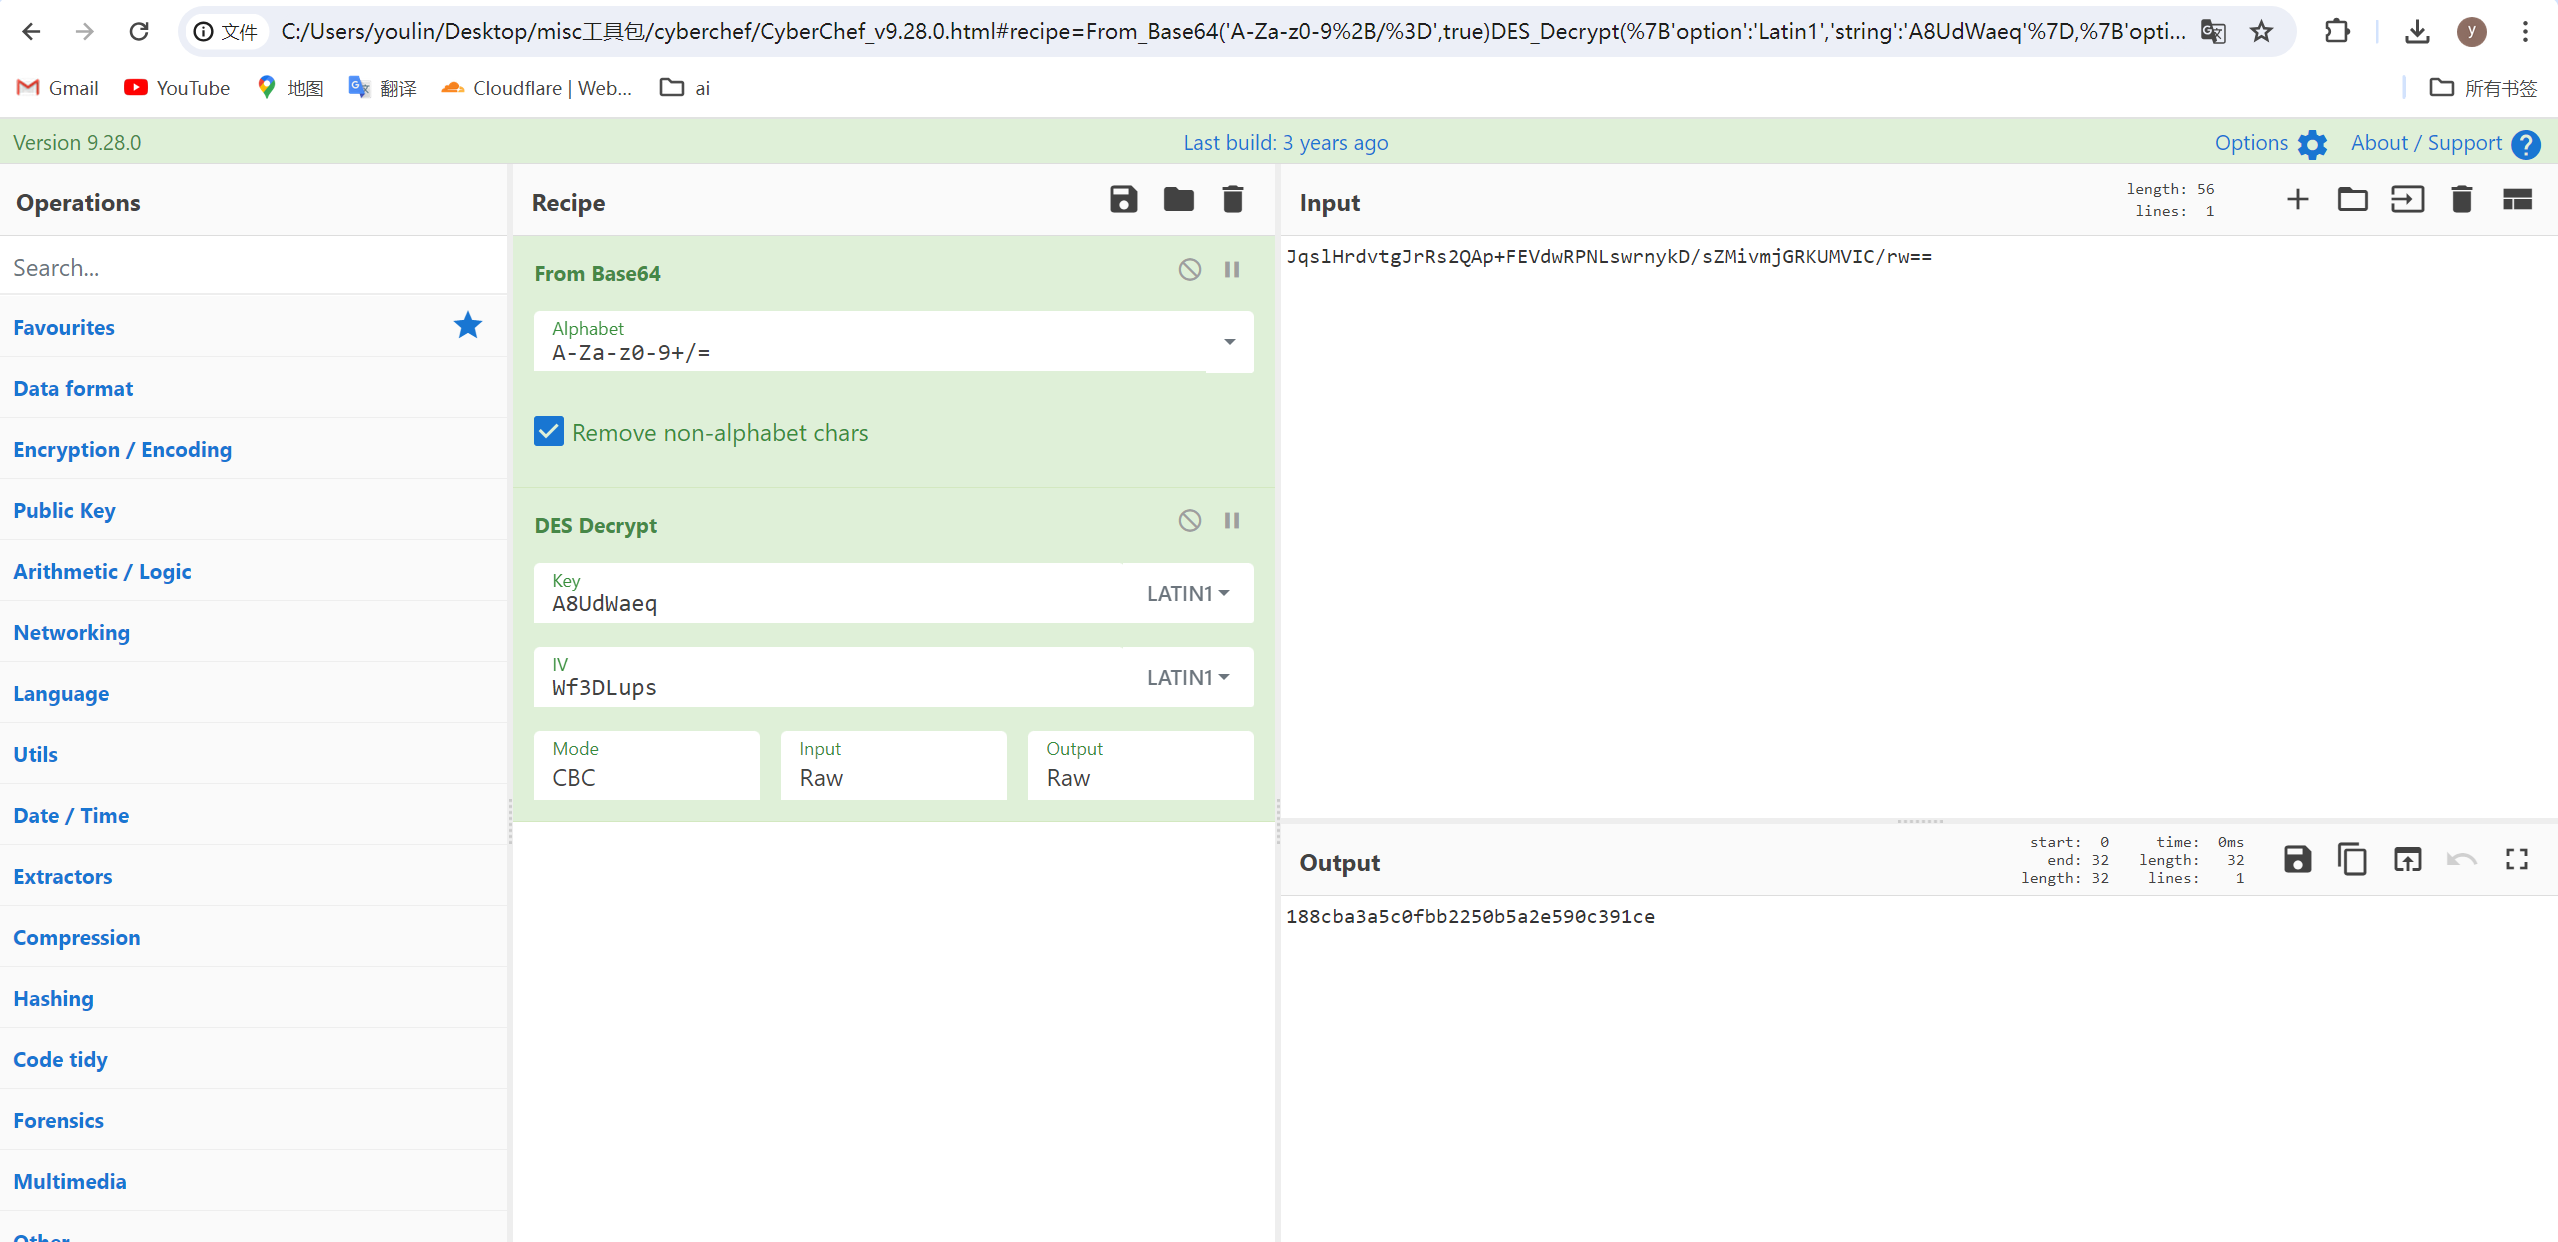 文件 C:/Users/youlin/Desktop/misc工具包/cyberchef/CyberChef_v9.28.0.html#recipe=From_Base64('A-Za-z0-9%2B/%3D',true)DES_Decrypt(%7B'option':'Latin1','string':'A8UdWaeq'%7D,%7B'opti... y
Gmail YouTube 地图 翻译 Cloudflare | Web... ai 所有书签
Version 9.28.0 Last build: 3 years ago Options About / Support
Operations
Search...
Favourites
Data format
Encryption / Encoding
Public Key
Arithmetic / Logic
Networking
Language
Utils
Date / Time
Extractors
Compression
Hashing
Code tidy
Forensics
Multimedia
Other
Recipe
From Base64
Alphabet
A-Za-z0-9+/=
Remove non-alphabet chars
DES Decrypt
Key
A8UdWaeq LATIN1
IV
Wf3DLups LATIN1
Mode Input Output
CBC Raw Raw
Input
length: 56
lines: 1
JqslHrdvtgJrRs2QAp+FEVdwRPNLswrnykD/sZMivmjGRKUMVIC/rw==
Output
start: 0 time: 0ms
end: 32 length: 32
length: 32 lines: 1
188cba3a5c0fbb2250b5a2e590c391ce